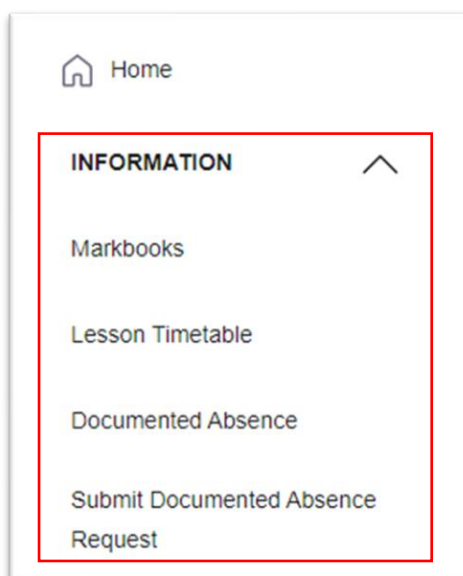 Home
INFORMATION
Markbooks
Lesson Timetable
Documented Absence
Submit Documented Absence
Request